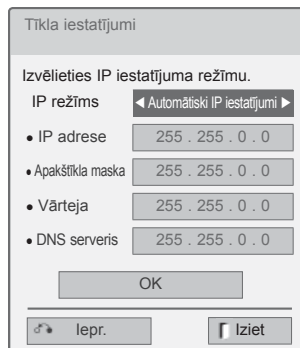 Tīkla iestatījumi
Izvēlieties IP iestatījuma režīmu.
IP režīms ◀ Automātiski IP iestatījumi ▶
• IP adrese 255 . 255 . 0 . 0
• Apakštīkla maska 255 . 255 . 0 . 0
• Vārteja 255 . 255 . 0 . 0
• DNS serveris 255 . 255 . 0 . 0
OK
Iepr. Iziet